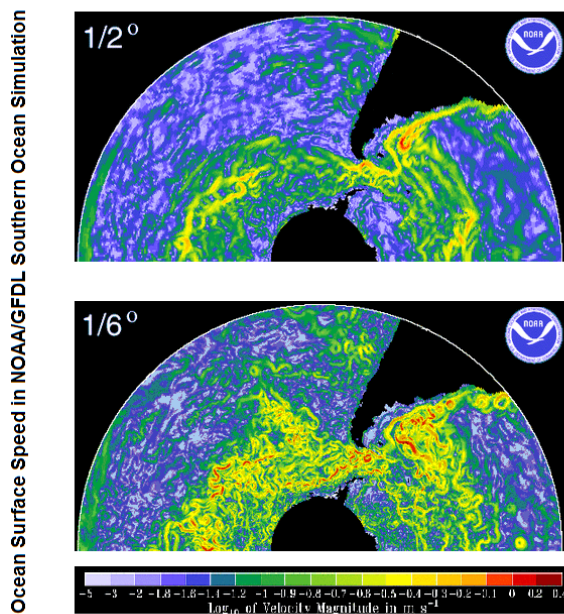 Ocean Surface Speed in NOAA/GFDL Southern Ocean Simulation
1/2°
NOAA
1/6°
NOAA
-5 -3 -2 -1.8 -1.6 -1.4 -1.2 -1 -0.9 -0.8 -0.7 -0.6 -0.5 -0.4 -0.3 -0.2 -0.1 0 0.2 0.4
Log₁₀ of Velocity Magnitude in m s⁻¹